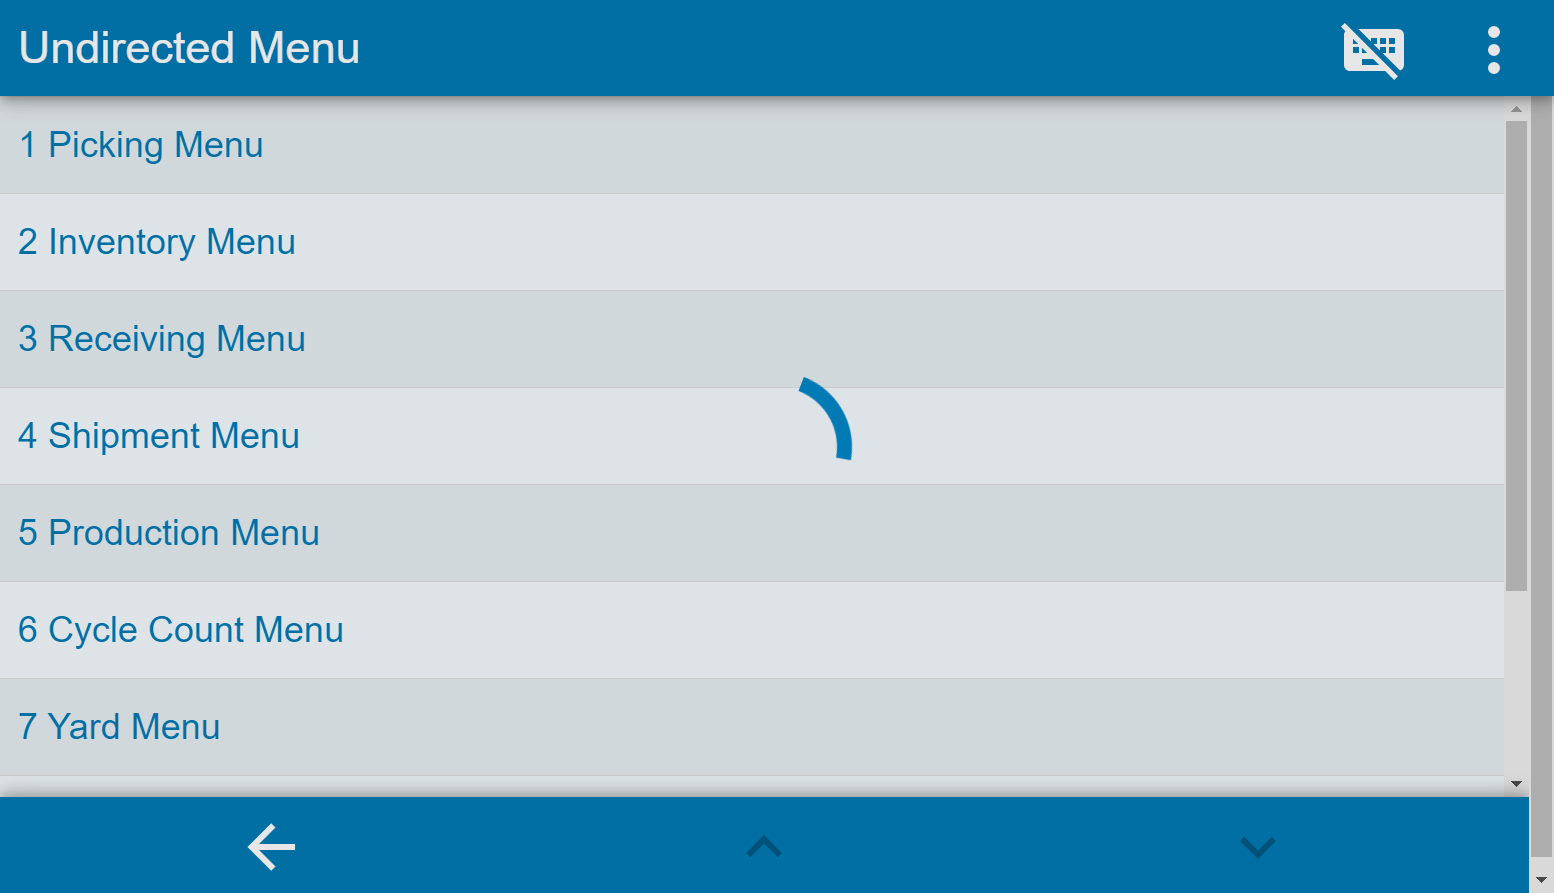 Undirected Menu
1 Picking Menu
2 Inventory Menu
3 Receiving Menu
4 Shipment Menu
5 Production Menu
6 Cycle Count Menu
7 Yard Menu